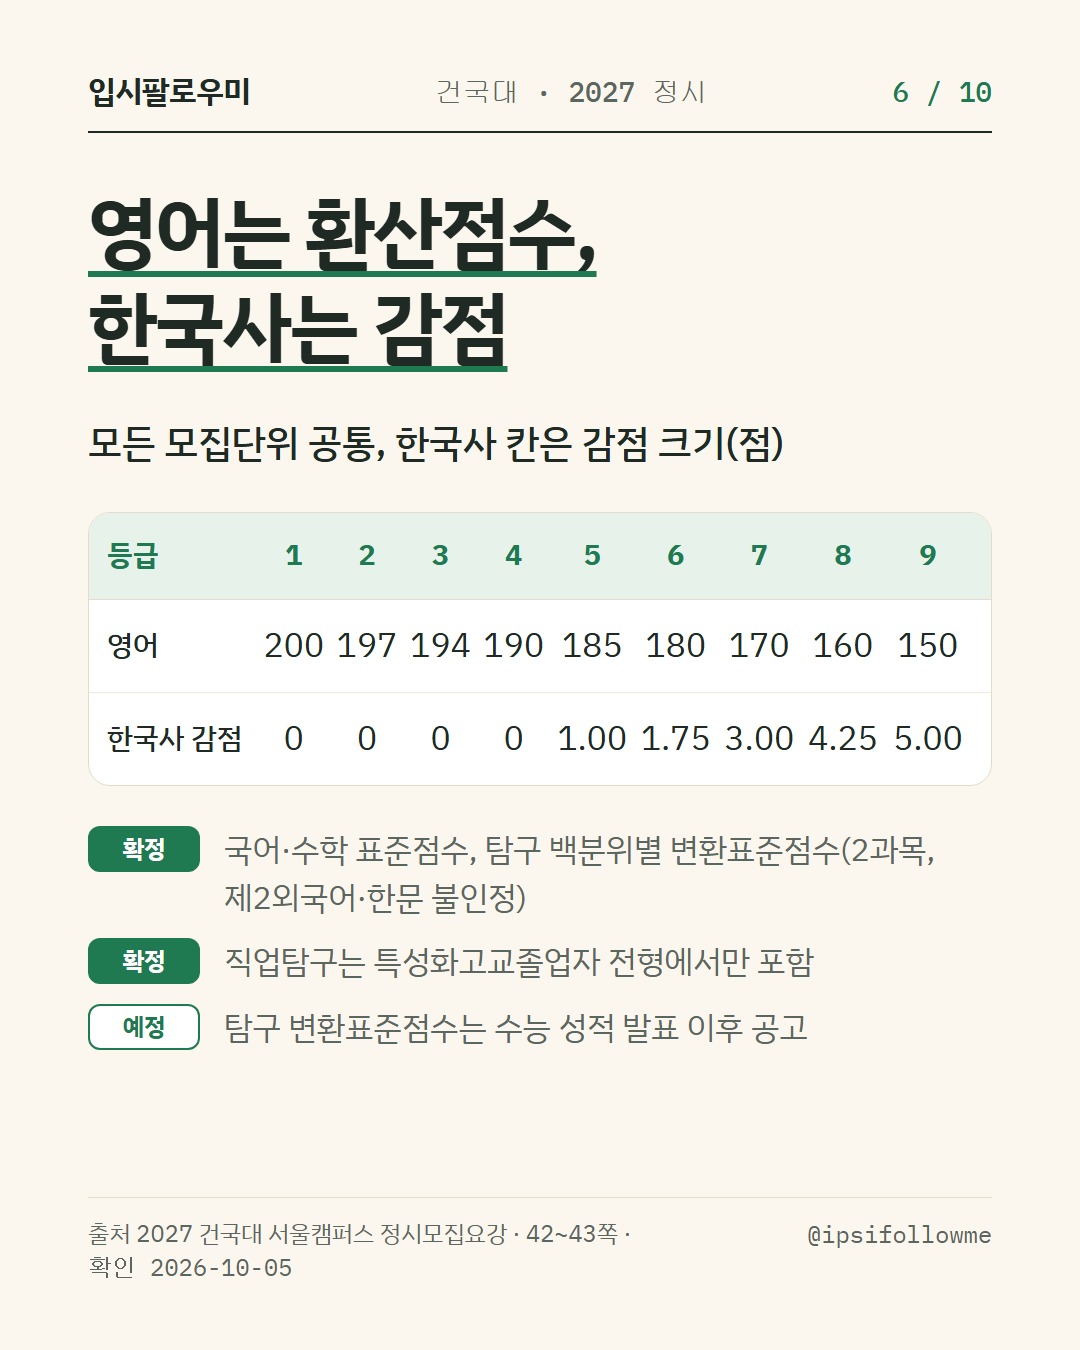 입시팔로우미 건국대 · 2027 정시 6 / 10
영어는 환산점수,
한국사는 감점
모든 모집단위 공통, 한국사 칸은 감점 크기(점)
등급 1 2 3 4 5 6 7 8 9
영어 200 197 194 190 185 180 170 160 150
한국사 감점 0 0 0 0 1.00 1.75 3.00 4.25 5.00
확정 국어·수학 표준점수, 탐구 백분위별 변환표준점수(2과목,
제2외국어·한문 불인정)
확정 직업탐구는 특성화고교졸업자 전형에서만 포함
예정 탐구 변환표준점수는 수능 성적 발표 이후 공고
출처 2027 건국대 서울캠퍼스 정시모집요강 · 42~43쪽 · @ipsifollowme
확인 2026-10-05